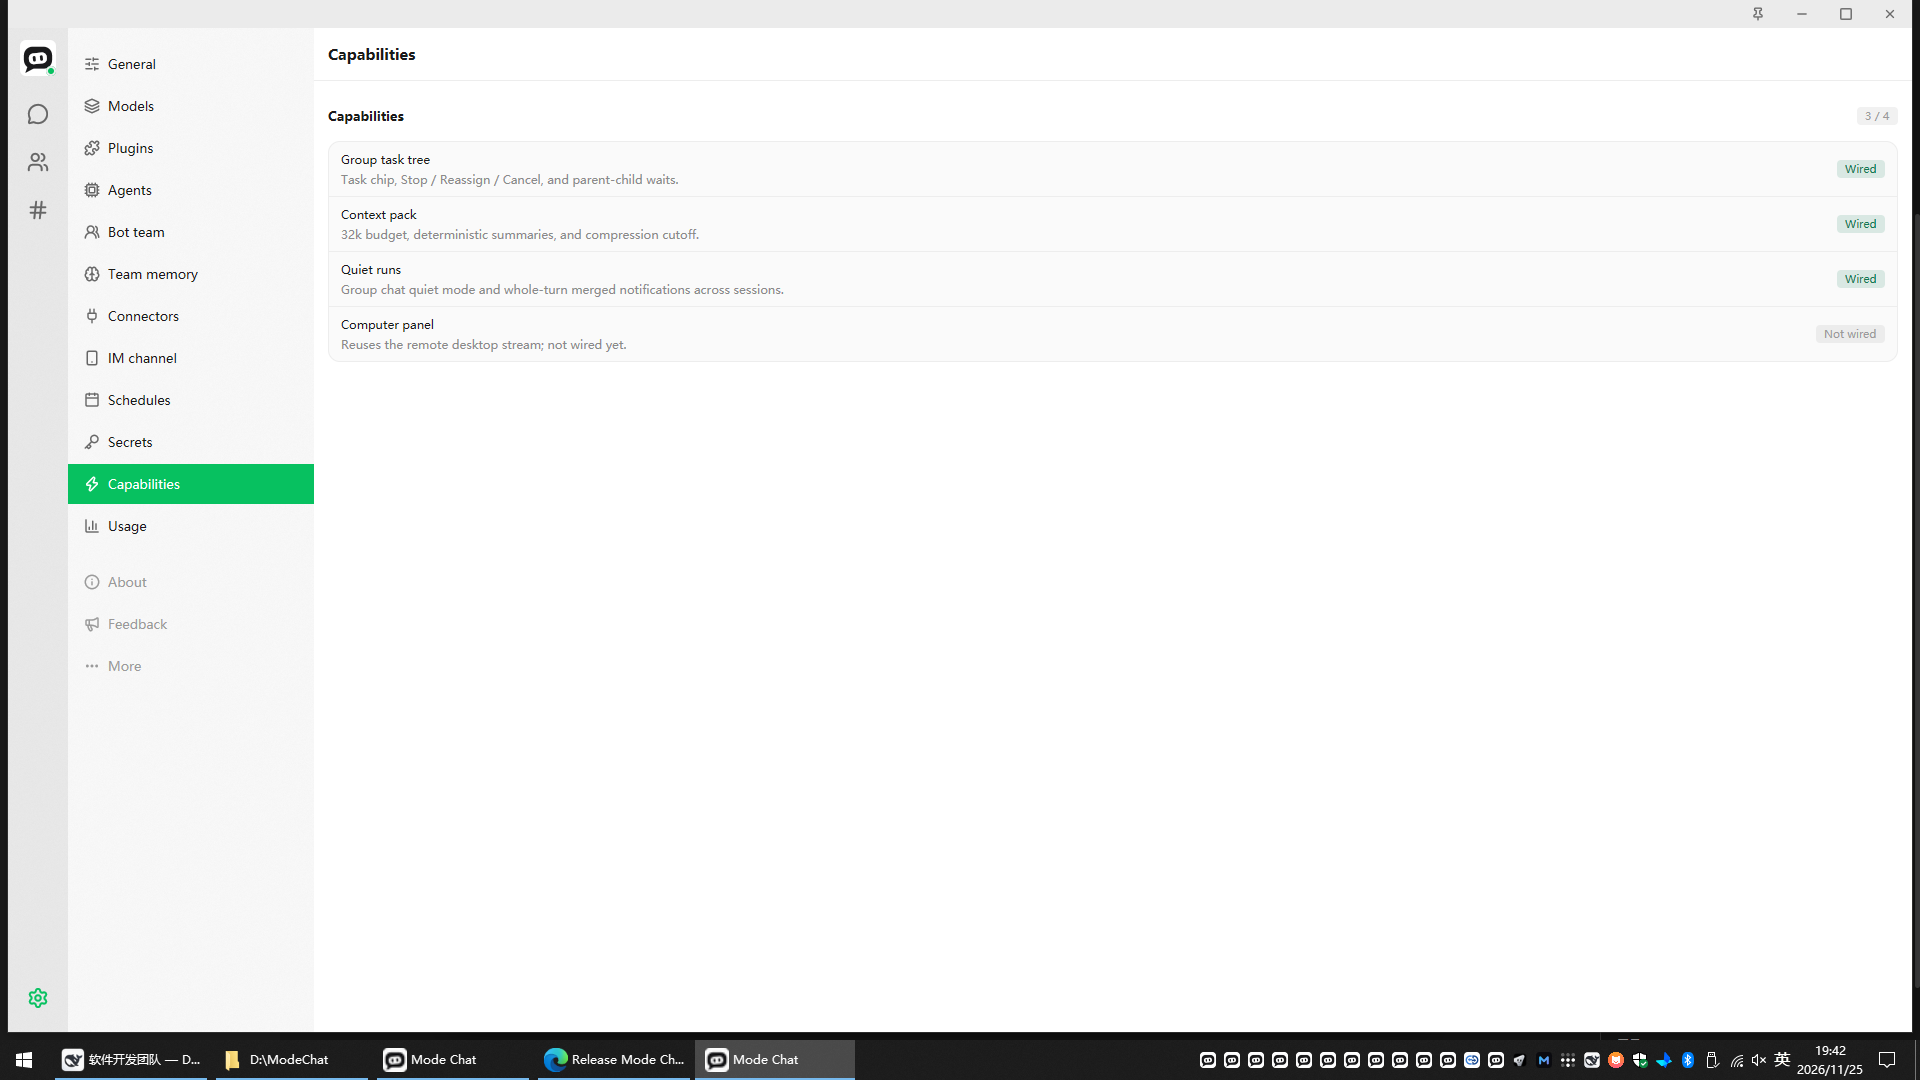 Capabilities
General
Models
Plugins
Agents
Bot team
Team memory
Connectors
IM channel
Schedules
Secrets
Capabilities
Usage
About
Feedback
More
Capabilities
3 / 4
Group task tree
Task chip, Stop / Reassign / Cancel, and parent-child waits.
Wired
Context pack
32k budget, deterministic summaries, and compression cutoff.
Wired
Quiet runs
Group chat quiet mode and whole-turn merged notifications across sessions.
Wired
Computer panel
Reuses the remote desktop stream; not wired yet.
Not wired
软件开发团队 — D...
D:\ModeChat
Mode Chat
Release Mode Ch...
Mode Chat
英
19:42
2026/11/25